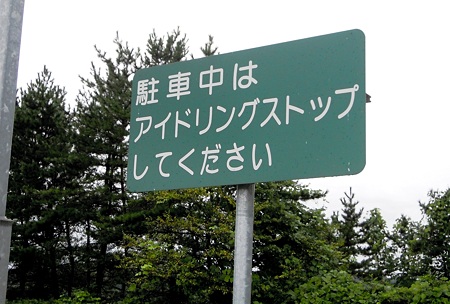 駐車中は
アイドリングストップ
してください